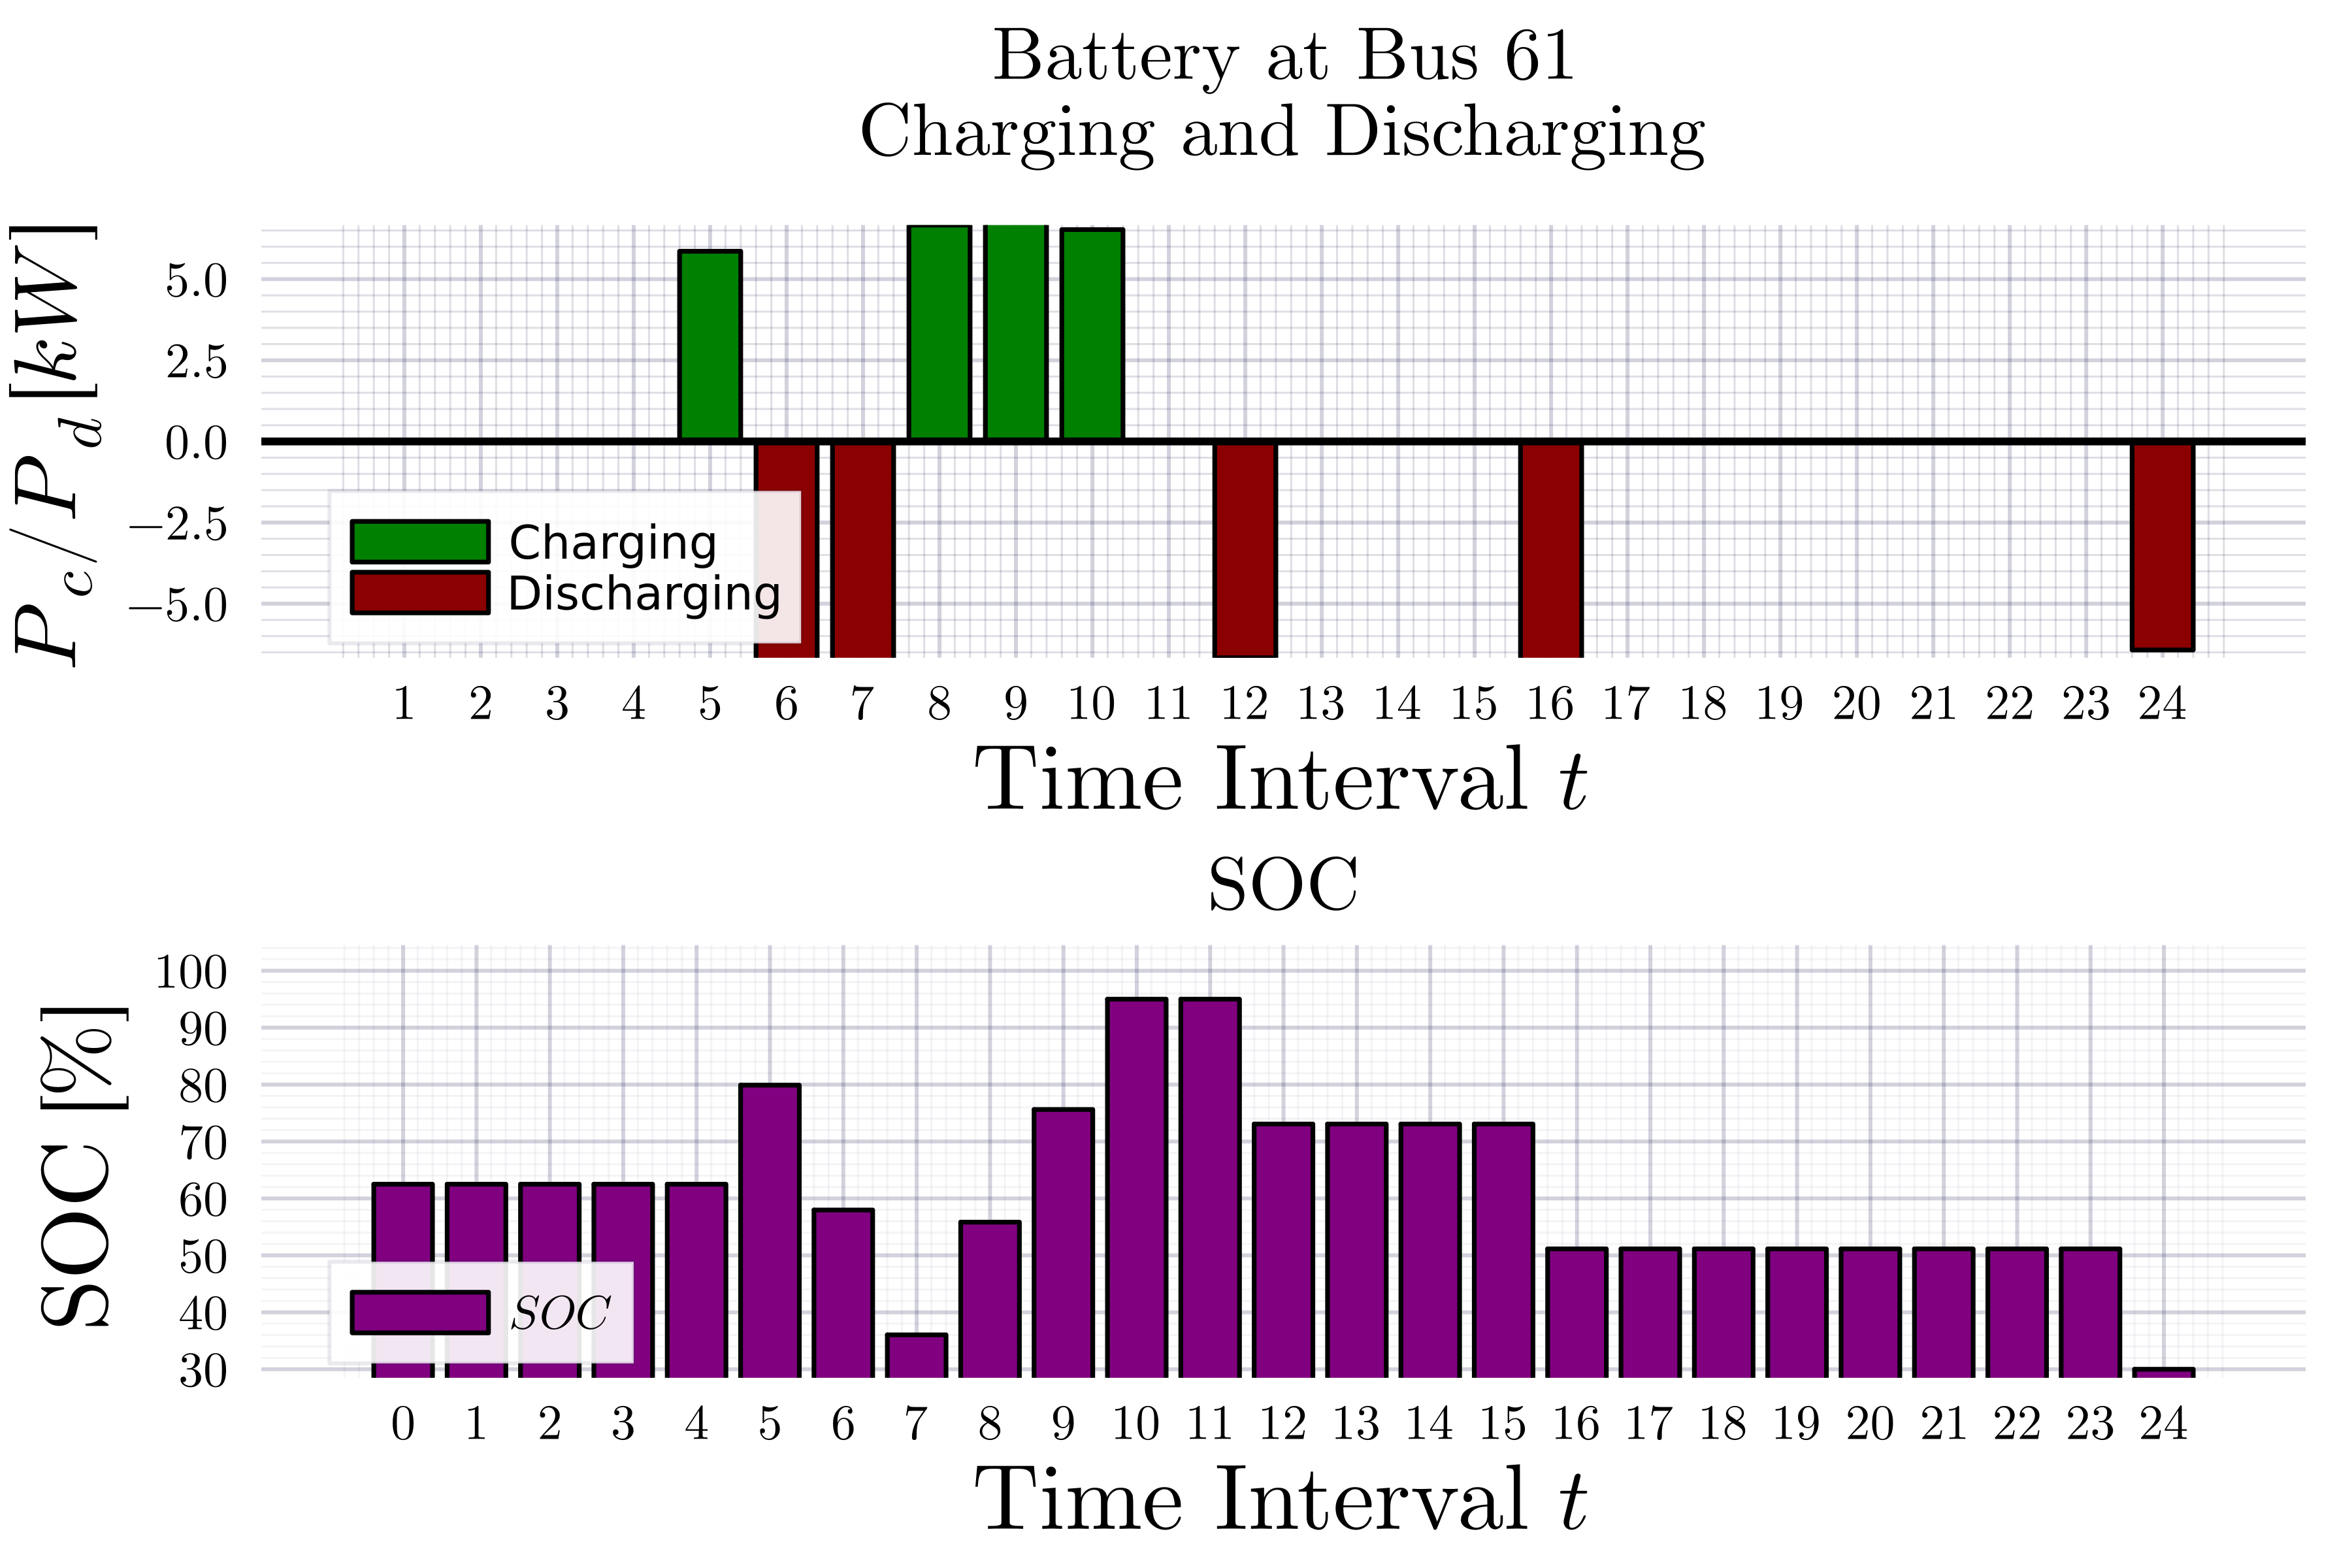 Battery at Bus 61
Charging and Discharging
P_c/P_d [kW]
5.0
2.5
0.0
−2.5
−5.0
Charging
Discharging
1 2 3 4 5 6 7 8 9 10 11 12 13 14 15 16 17 18 19 20 21 22 23 24
Time Interval t
SOC
SOC [%]
100
90
80
70
60
50
40
30
SOC
0 1 2 3 4 5 6 7 8 9 10 11 12 13 14 15 16 17 18 19 20 21 22 23 24
Time Interval t